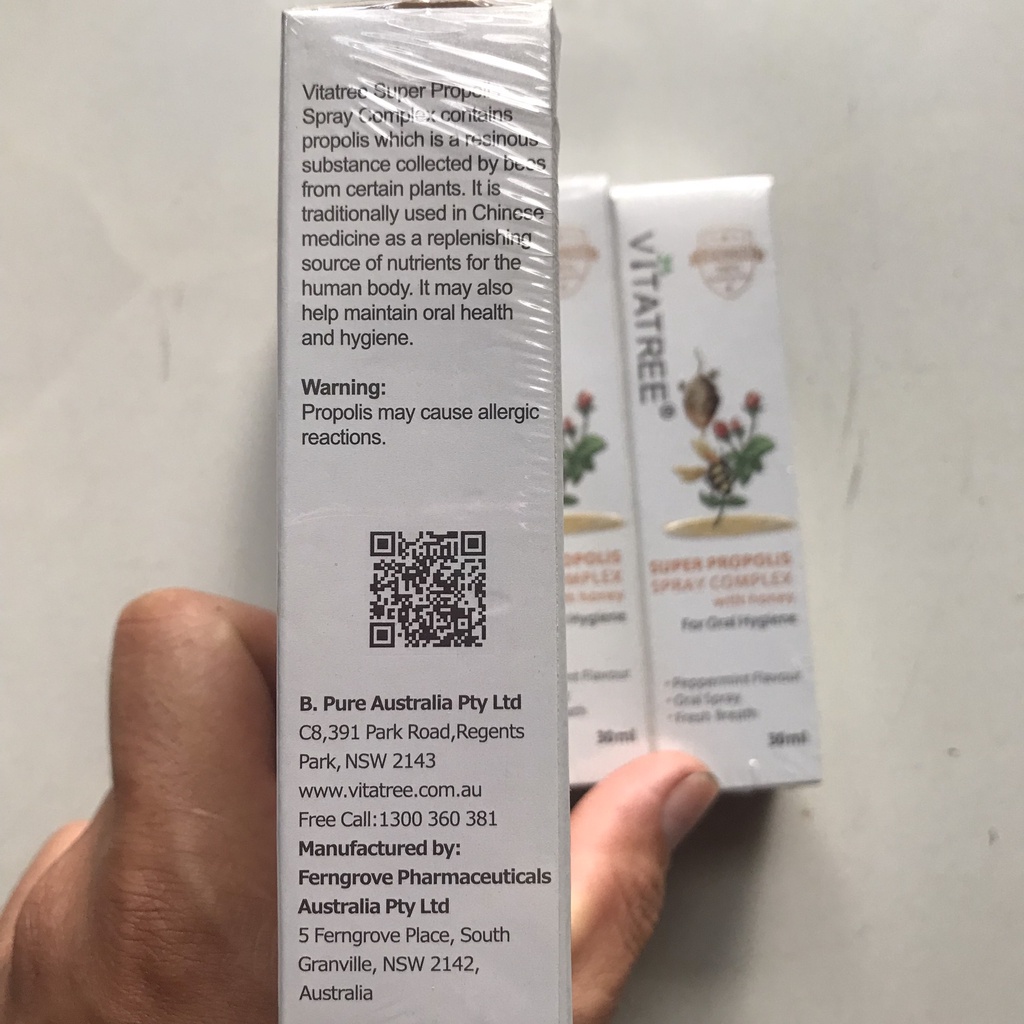 Vitatree Super Propolis
Spray Complex contains
propolis which is a resinous
substance collected by bees
from certain plants. It is
traditionally used in Chinese
medicine as a replenishing
source of nutrients for the
human body. It may also
help maintain oral health
and hygiene.
Warning:
Propolis may cause allergic
reactions.
B. Pure Australia Pty Ltd
C8,391 Park Road,Regents
Park, NSW 2143
www.vitatree.com.au
Free Call:1300 360 381
Manufactured by:
Ferngrove Pharmaceuticals
Australia Pty Ltd
5 Ferngrove Place, South
Granville, NSW 2142,
Australia
VITATREE®
SUPER PROPOLIS
SPRAY COMPLEX
with honey
For Oral Hygiene
• Peppermint Flavour
• Oral Spray
• Fresh Breath
30ml
30ml